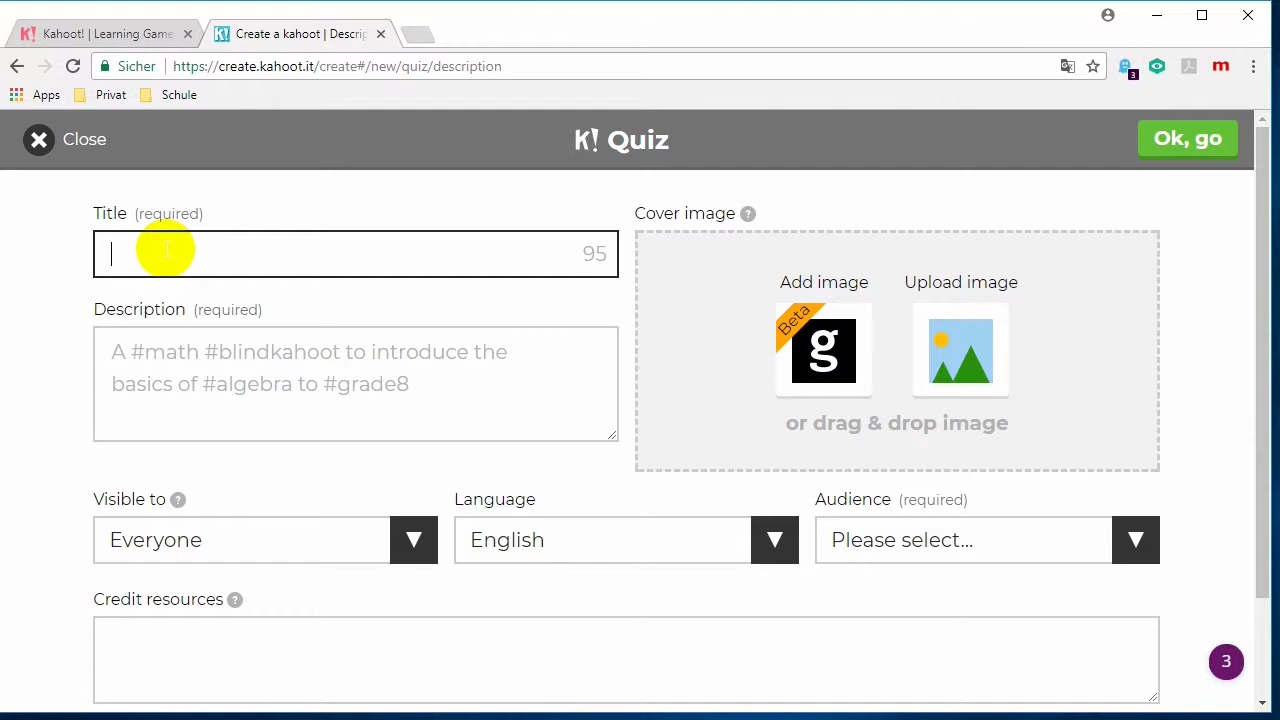 K! Kahoot! | Learning Game
Create a kahoot | Descrip
Sicher
https://create.kahoot.it/create#/new/quiz/description
3
m
Apps
Privat
Schule
Close
K! Quiz
Ok, go
Title (required)
95
Description (required)
A #math #blindkahoot to introduce the
basics of #algebra to #grade8
Cover image ?
Add image
Upload image
Beta
g
or drag & drop image
Visible to ?
Language
Audience (required)
Everyone
English
Please select...
Credit resources ?
3